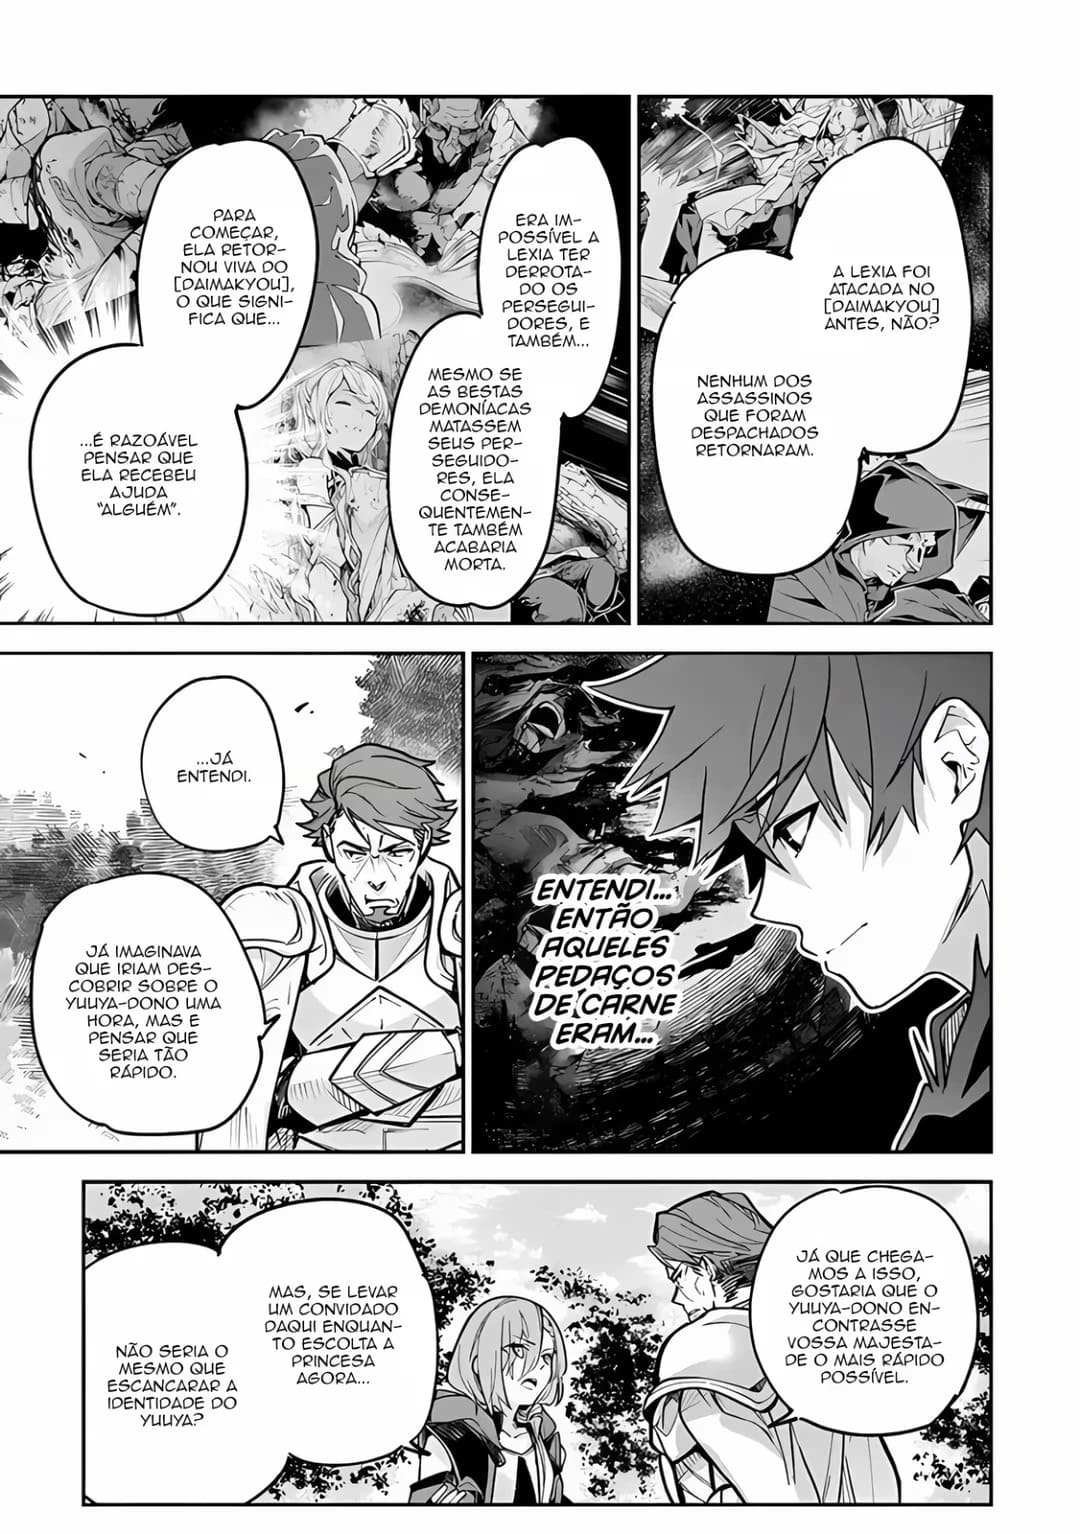 A LEXIA FOI
ATACADA NO
[DAIMAKYOU]
ANTES, NÃO?
NENHUM DOS
ASSASSINOS
QUE FORAM
DESPACHADOS
RETORNARAM.
ERA IM-
POSSÍVEL A
LEXIA TER
DERROTA-
DO OS
PERSEGUI-
DORES, E
TAMBÉM...
MESMO SE
AS BESTAS
DEMONÍACAS
MATASSEM
SEUS PER-
SEGUIDO-
RES, ELA
CONSE-
QUENTEMEN-
TE TAMBÉM
ACABARIA
MORTA.
PARA
COMEÇAR,
ELA RETOR-
NOU VIVA DO
[DAIMAKYOU],
O QUE SIGNI-
FICA QUE...
...É RAZOÁVEL
PENSAR QUE
ELA RECEBEU
AJUDA
"ALGUÉM".
ENTENDI...
ENTÃO
AQUELES
PEDAÇOS
DE CARNE
ERAM...
...JÁ
ENTENDI.
JÁ IMAGINAVA
QUE IRIAM DES-
COBRIR SOBRE O
YUUYA-DONO UMA
HORA, MAS E
PENSAR QUE
SERIA TÃO
RÁPIDO.
JÁ QUE CHEGA-
MOS A ISSO,
GOSTARIA QUE O
YUUYA-DONO EN-
CONTRASSE
VOSSA MAJESTA-
DE O MAIS RÁPIDO
POSSÍVEL.
MAS, SE LEVAR
UM CONVIDADO
DAQUI ENQUAN-
TO ESCOLTA A
PRINCESA
AGORA...
NÃO SERIA O
MESMO QUE
ESCANCARAR A
IDENTIDADE DO
YUUYA?